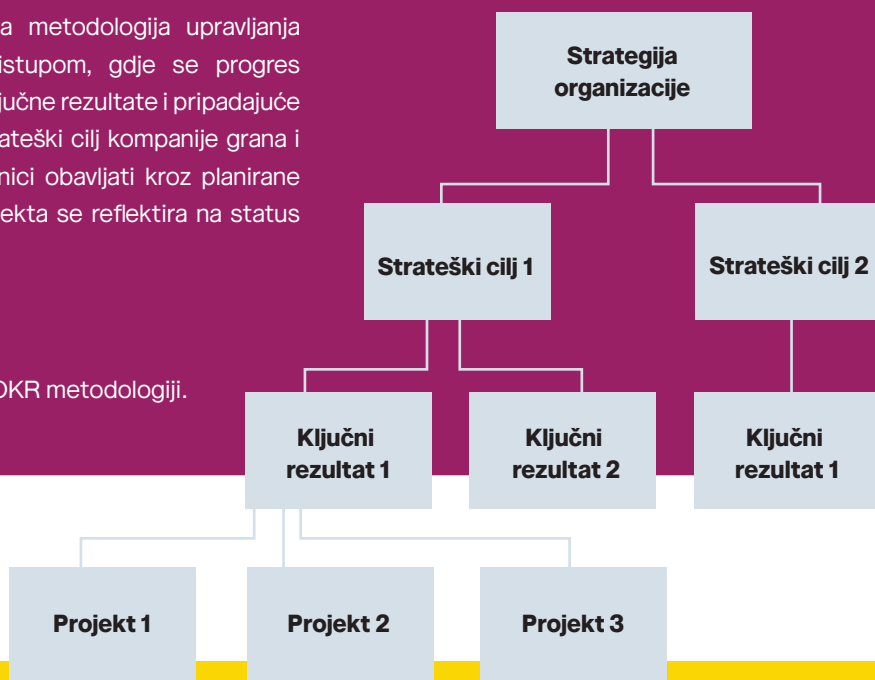 a metodologija upravljanja
istupom, gdje se progres
jučne rezultate i pripadajuće
ateški cilj kompanije grana i
nici obavljati kroz planirane
ekta se reflektira na status
OKR metodologiji.
Strategija
organizacije
Strateški cilj 1
Strateški cilj 2
Ključni
rezultat 1
Ključni
rezultat 2
Ključni
rezultat 1
Projekt 1
Projekt 2
Projekt 3